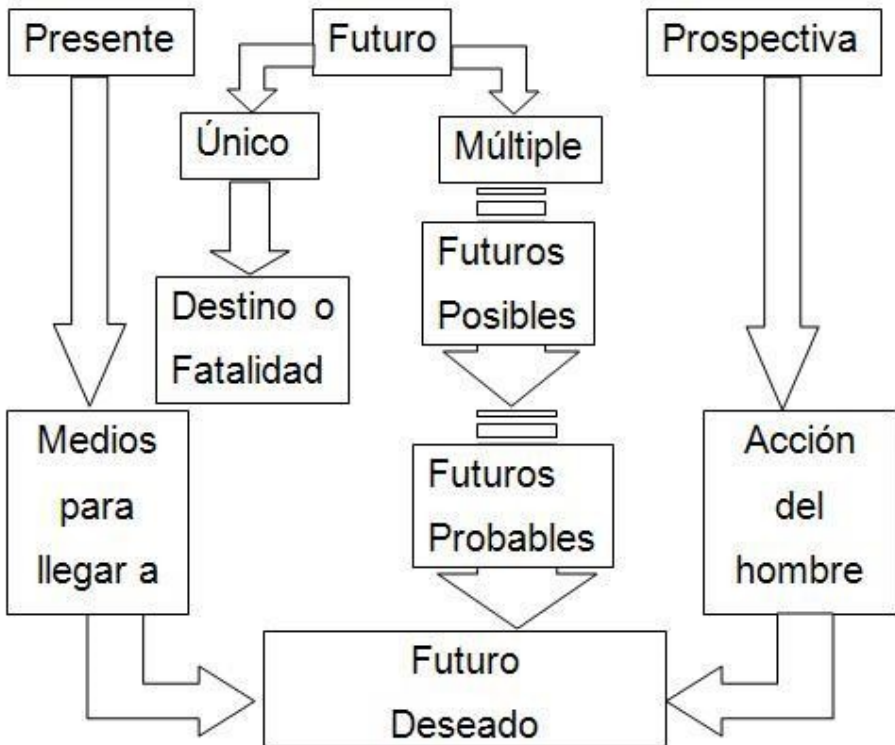 Presente
Futuro
Prospectiva
Único
Múltiple
Futuros
Posibles
Destino o
Fatalidad
Medios
para
llegar a
Futuros
Probables
Acción
del
hombre
Futuro
Deseado